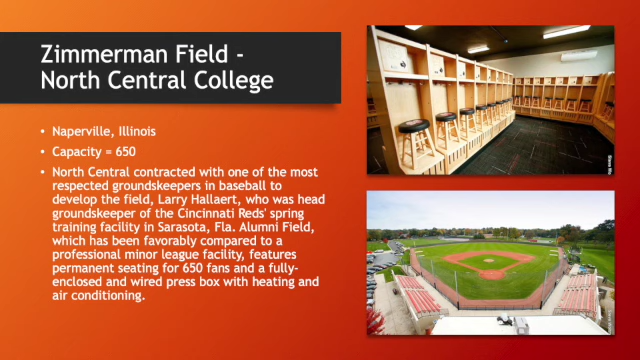 Zimmerman Field -
North Central College
• Naperville, Illinois
• Capacity = 650
• North Central contracted with one of the most
respected groundskeepers in baseball to
develop the field, Larry Hallaert, who was head
groundskeeper of the Cincinnati Reds' spring
training facility in Sarasota, Fla. Alumni Field,
which has been favorably compared to a
professional minor league facility, features
permanent seating for 650 fans and a fully-
enclosed and wired press box with heating and
air conditioning.